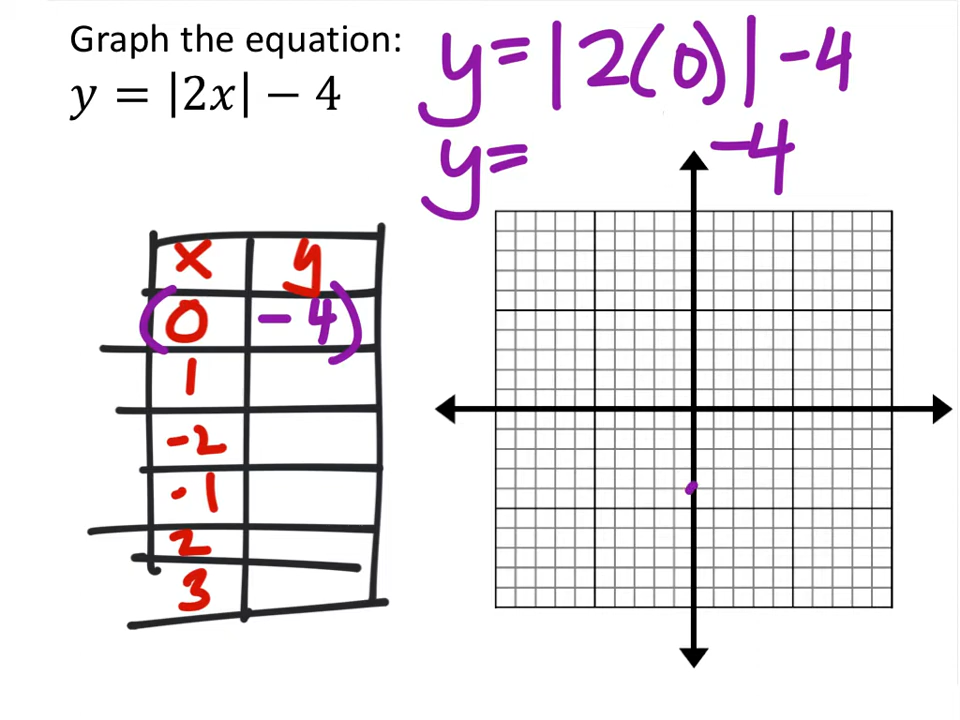 Graph the equation:
y = |2x| − 4
y = |2(0)| − 4
y = −4
x y
(0 −4)
1
-2
-1
2
3